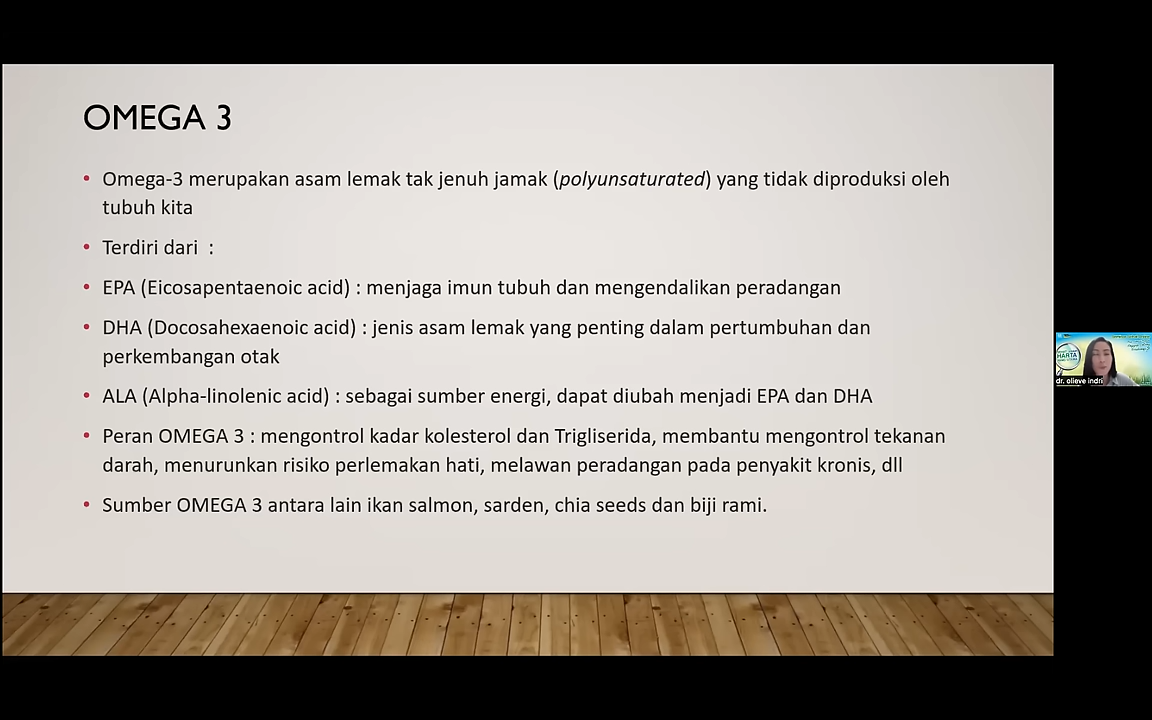 OMEGA 3
• Omega-3 merupakan asam lemak tak jenuh jamak (polyunsaturated) yang tidak diproduksi oleh
tubuh kita
• Terdiri dari :
• EPA (Eicosapentaenoic acid) : menjaga imun tubuh dan mengendalikan peradangan
• DHA (Docosahexaenoic acid) : jenis asam lemak yang penting dalam pertumbuhan dan
perkembangan otak
• ALA (Alpha-linolenic acid) : sebagai sumber energi, dapat diubah menjadi EPA dan DHA
• Peran OMEGA 3 : mengontrol kadar kolesterol dan Trigliserida, membantu mengontrol tekanan
darah, menurunkan risiko perlemakan hati, melawan peradangan pada penyakit kronis, dll
• Sumber OMEGA 3 antara lain ikan salmon, sarden, chia seeds dan biji rami.
HARTA
dr. olieve indri